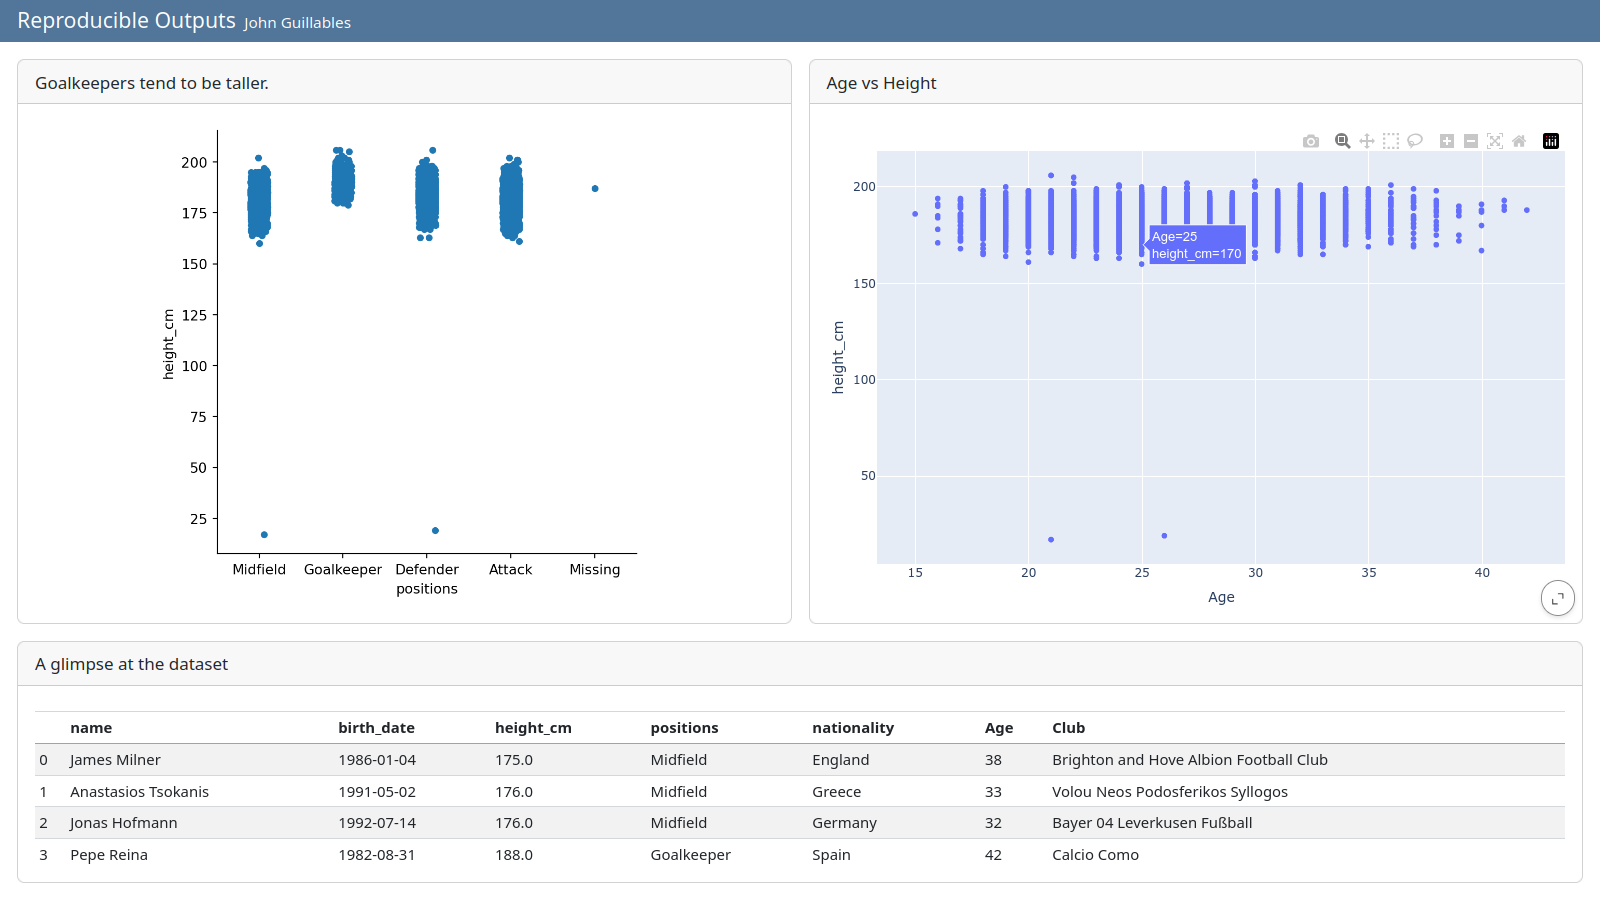 Reproducible Outputs John Guillables
Goalkeepers tend to be taller.
200
175
150
125
100
75
50
25
height_cm
Midfield Goalkeeper Defender Attack Missing
positions
Age vs Height
200
150
100
50
height_cm
Age=25
height_cm=170
15 20 25 30 35 40
Age
A glimpse at the dataset
name birth_date height_cm positions nationality Age Club
0 James Milner 1986-01-04 175.0 Midfield England 38 Brighton and Hove Albion Football Club
1 Anastasios Tsokanis 1991-05-02 176.0 Midfield Greece 33 Volou Neos Podosferikos Syllogos
2 Jonas Hofmann 1992-07-14 176.0 Midfield Germany 32 Bayer 04 Leverkusen Fußball
3 Pepe Reina 1982-08-31 188.0 Goalkeeper Spain 42 Calcio Como